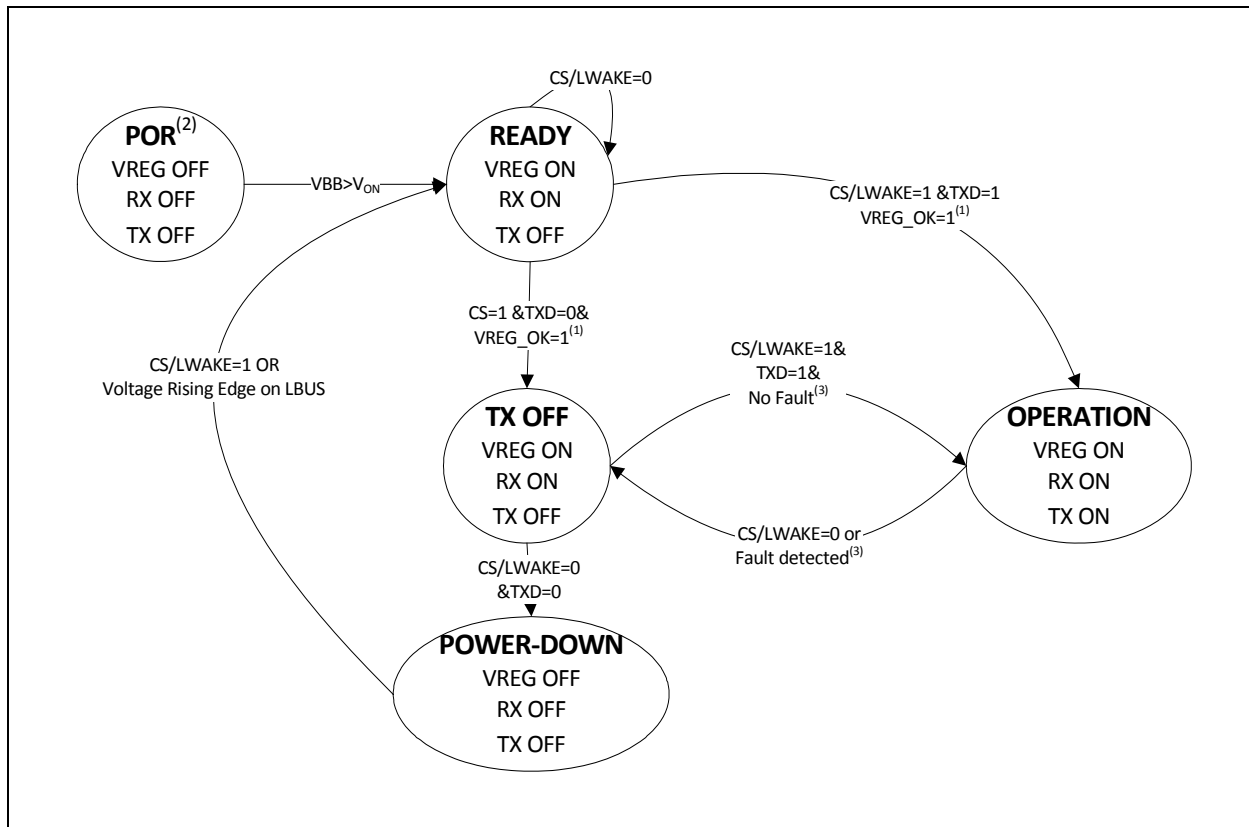 CS/LWAKE=0
POR(2)
VREG OFF
RX OFF
TX OFF
VBB>VON
READY
VREG ON
RX ON
TX OFF
CS/LWAKE=1 &TXD=1
VREG_OK=1(1)
CS=1 &TXD=0&
VREG_OK=1(1)
CS/LWAKE=1 OR
Voltage Rising Edge on LBUS
CS/LWAKE=1&
TXD=1&
No Fault(3)
TX OFF
VREG ON
RX ON
TX OFF
OPERATION
VREG ON
RX ON
TX ON
CS/LWAKE=0 or
Fault detected(3)
CS/LWAKE=0
&TXD=0
POWER-DOWN
VREG OFF
RX OFF
TX OFF